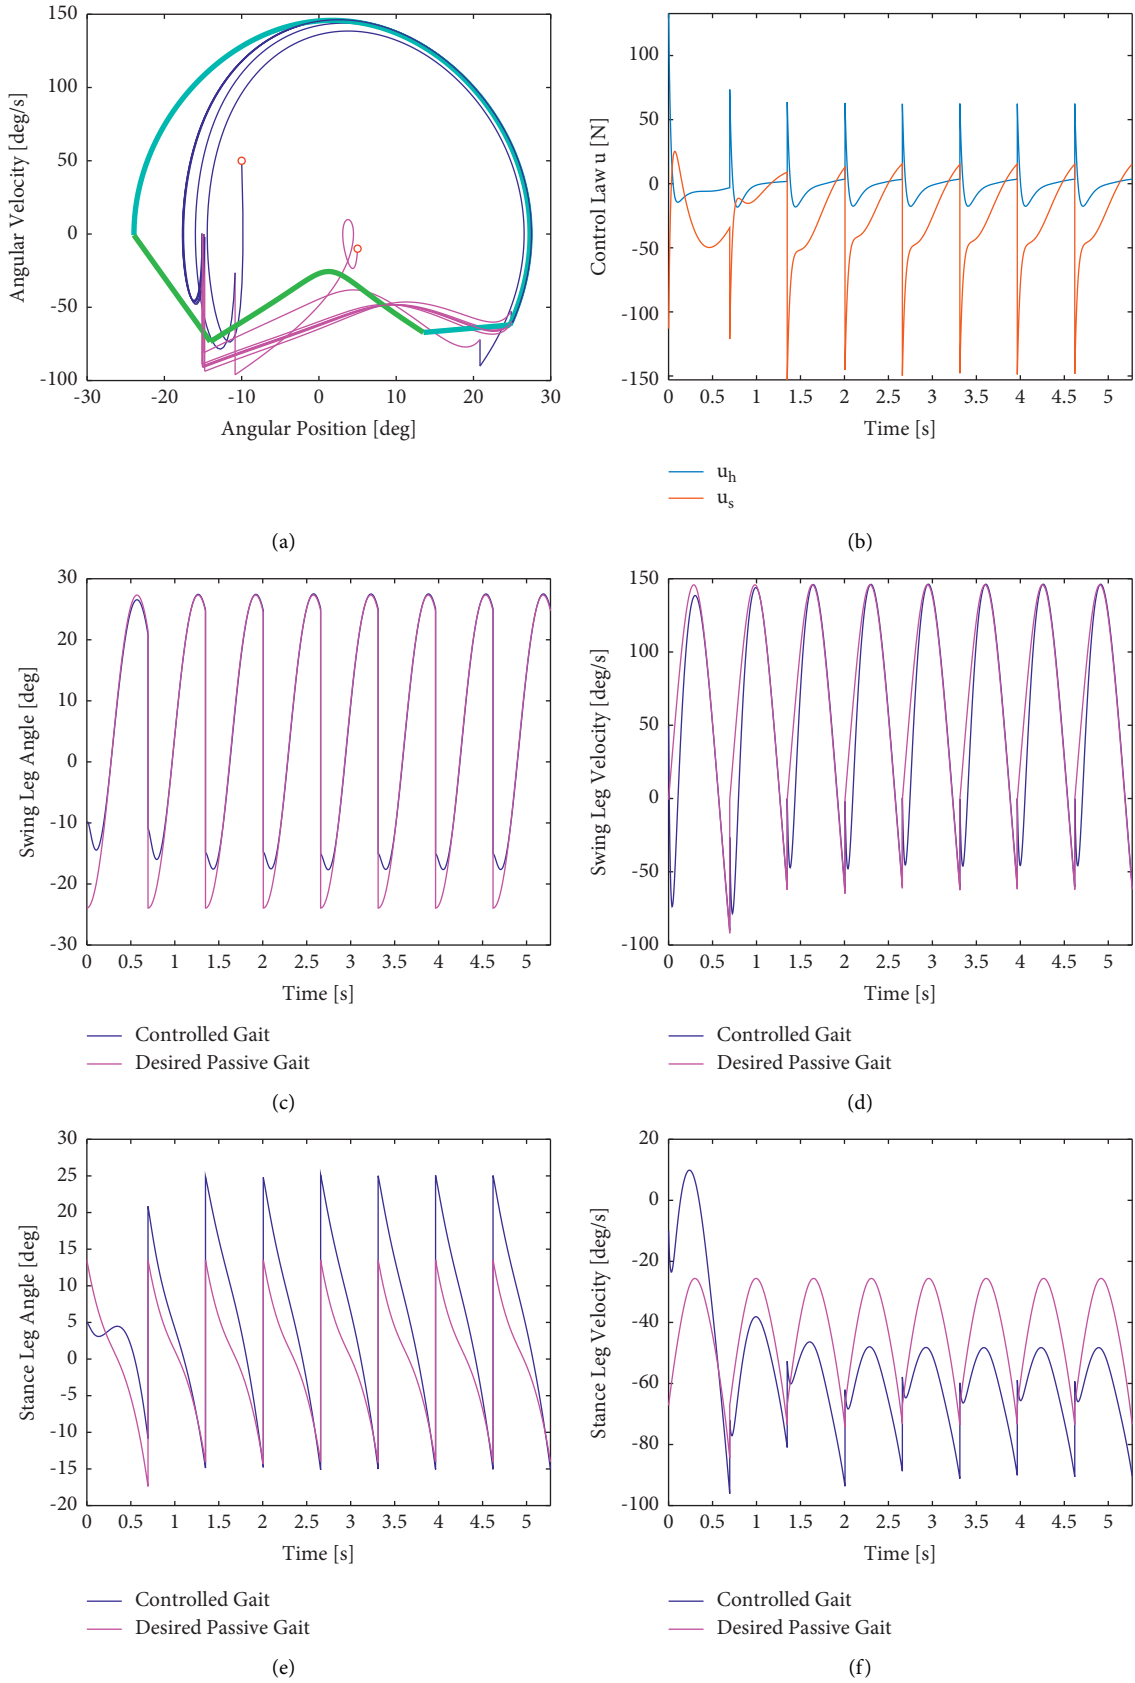 150
100
50
0
-50
-100
Angular Velocity [deg/s]
-30 -20 -10 0 10 20 30
Angular Position [deg]
(a)
100
50
0
-50
-100
-150
Control Law u [N]
0 0.5 1 1.5 2 2.5 3 3.5 4 4.5 5
Time [s]
u_h
u_s
(b)
30
20
10
0
-10
-20
-30
Swing Leg Angle [deg]
0 0.5 1 1.5 2 2.5 3 3.5 4 4.5 5
Time [s]
Controlled Gait
Desired Passive Gait
(c)
150
100
50
0
-50
-100
Swing Leg Velocity [deg/s]
0 0.5 1 1.5 2 2.5 3 3.5 4 4.5 5
Time [s]
Controlled Gait
Desired Passive Gait
(d)
30
25
20
15
10
5
0
-5
-10
-15
-20
Stance Leg Angle [deg]
0 0.5 1 1.5 2 2.5 3 3.5 4 4.5 5
Time [s]
Controlled Gait
Desired Passive Gait
(e)
20
0
-20
-40
-60
-80
-100
Stance Leg Velocity [deg/s]
0 0.5 1 1.5 2 2.5 3 3.5 4 4.5 5
Time [s]
Controlled Gait
Desired Passive Gait
(f)